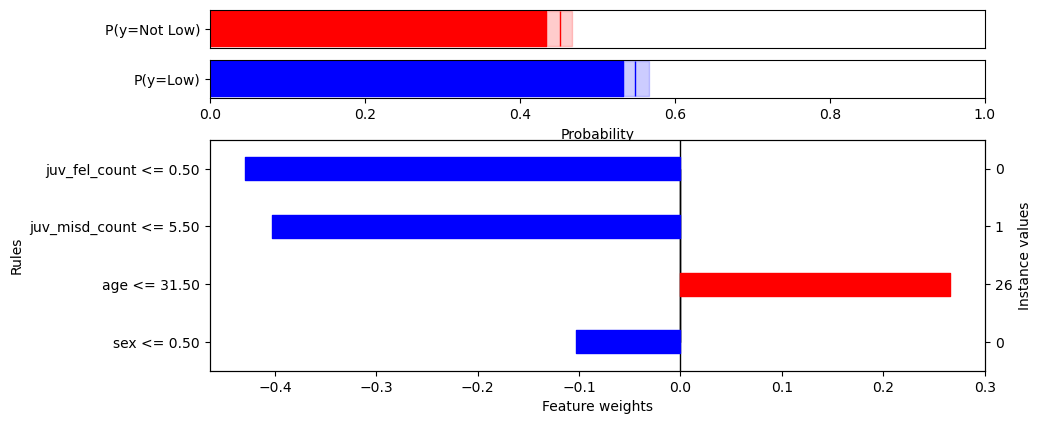 P(y=Not Low)
P(y=Low)
0.0 0.2 0.4 0.6 0.8 1.0
Probability
juv_fel_count <= 0.50 0
juv_misd_count <= 5.50 1
age <= 31.50 26
sex <= 0.50 0
Rules
Instance values
−0.4 −0.3 −0.2 −0.1 0.0 0.1 0.2 0.3
Feature weights